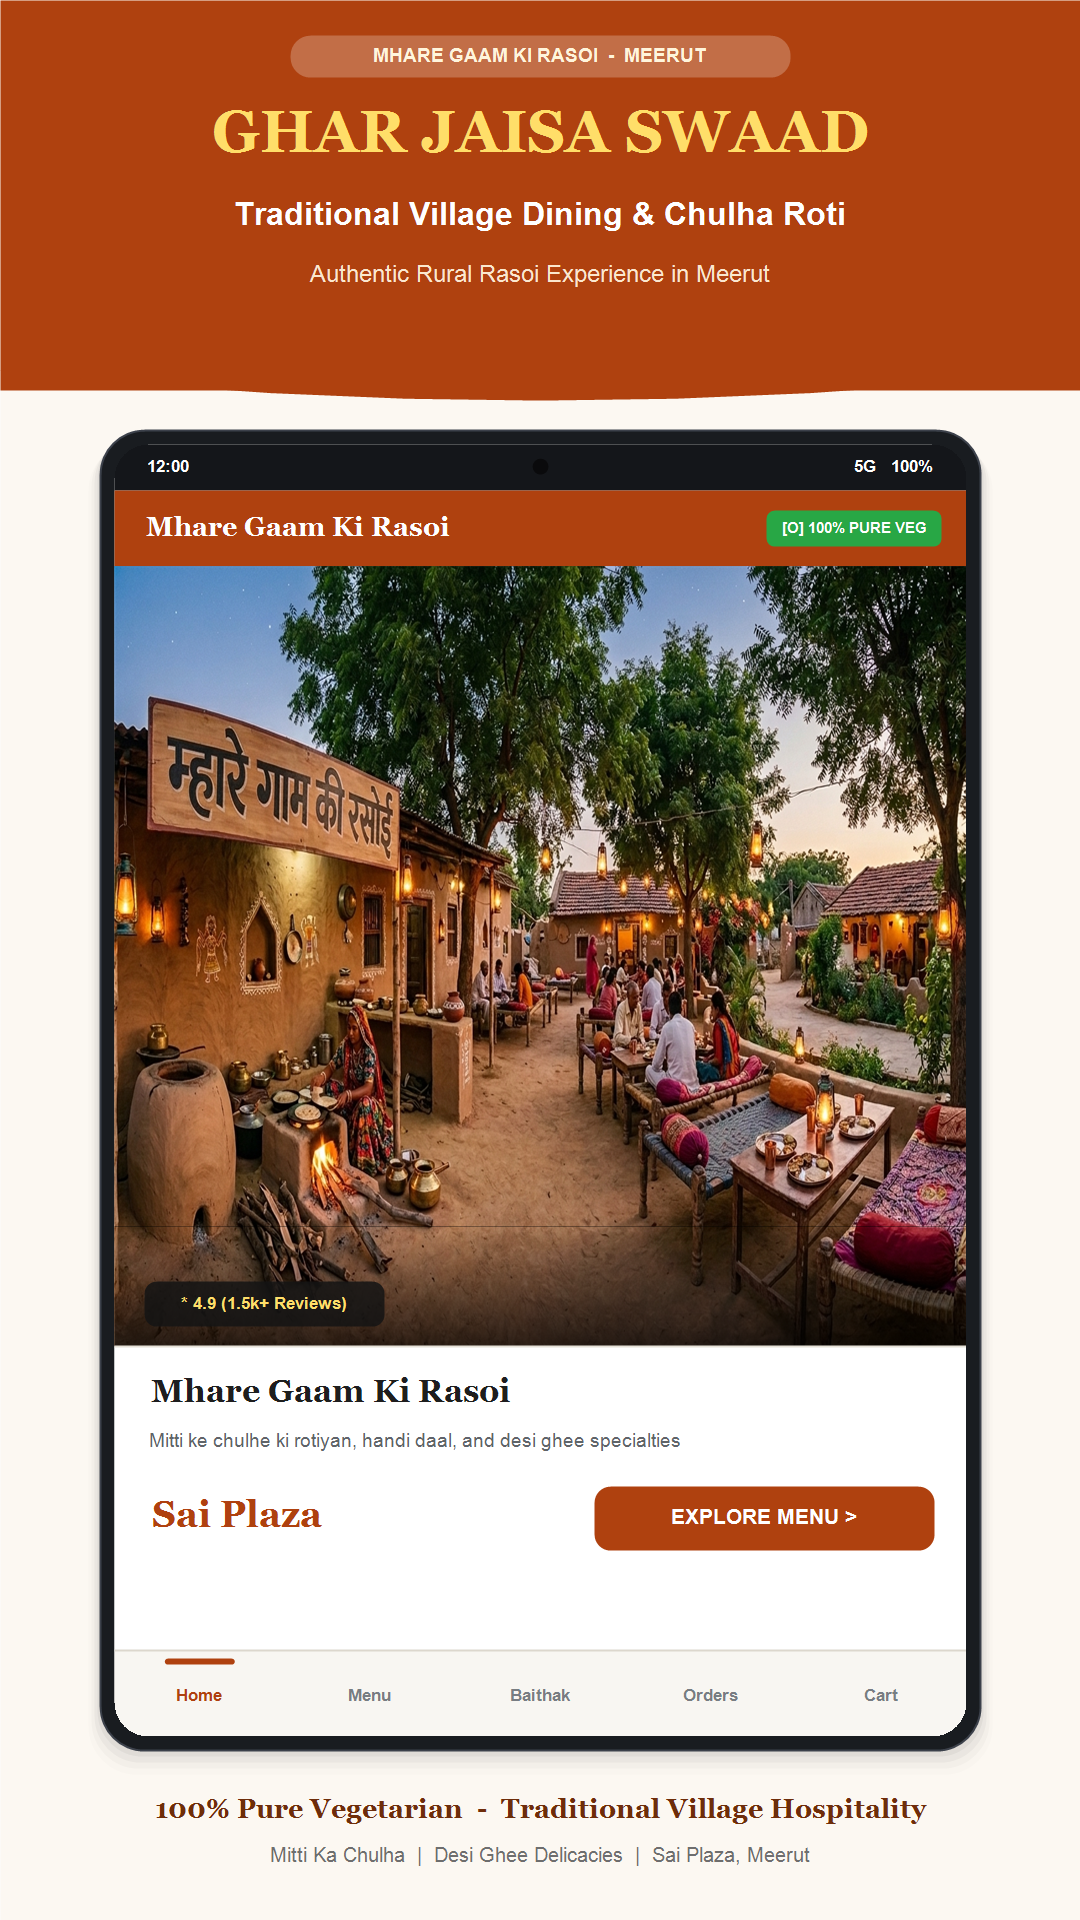 MHARE GAAM KI RASOI - MEERUT
GHAR JAISA SWAAD
Traditional Village Dining & Chulha Roti
Authentic Rural Rasoi Experience in Meerut
12:00 5G 100%
Mhare Gaam Ki Rasoi [O] 100% PURE VEG
म्हारे गाम की रसोई
* 4.9 (1.5k+ Reviews)
Mhare Gaam Ki Rasoi
Mitti ke chulhe ki rotiyan, handi daal, and desi ghee specialties
Sai Plaza EXPLORE MENU >
Home Menu Baithak Orders Cart
100% Pure Vegetarian - Traditional Village Hospitality
Mitti Ka Chulha | Desi Ghee Delicacies | Sai Plaza, Meerut